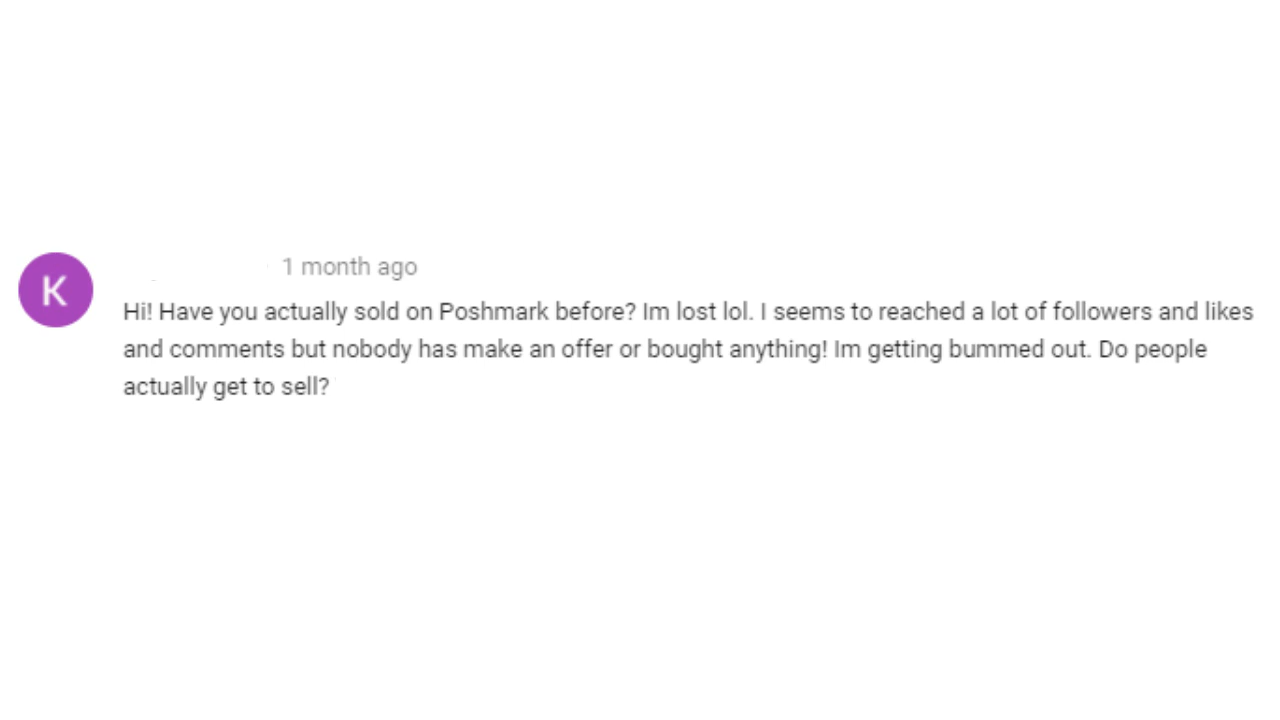 K
1 month ago
Hi! Have you actually sold on Poshmark before? Im lost lol. I seems to reached a lot of followers and likes
and comments but nobody has make an offer or bought anything! Im getting bummed out. Do people
actually get to sell?